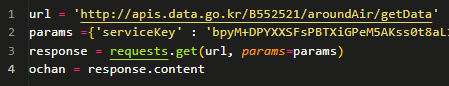 1 url = 'http://apis.data.go.kr/B552521/aroundAir/getData'
2 params ={'serviceKey' : 'bpyM+DPYXXSFsPBTXiGPeM5AKss0t8aL
3 response = requests.get(url, params=params)
4 ochan = response.content